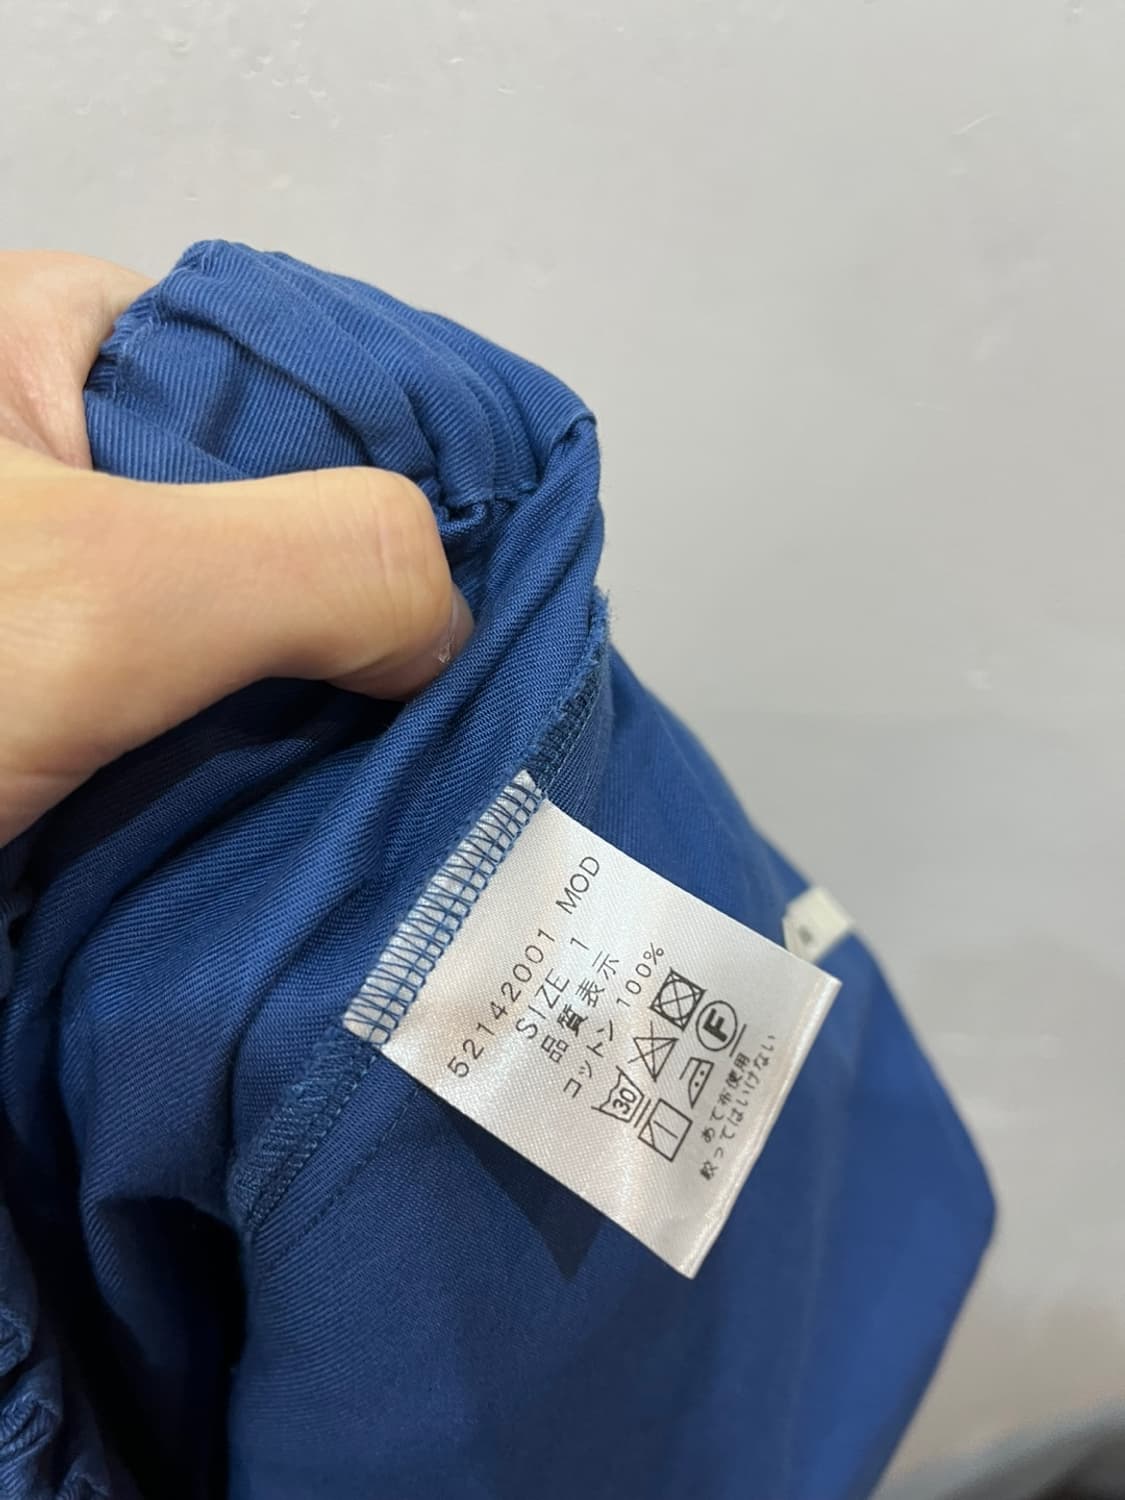 52142001 MOD
SIZE 1
品質表示
コットン 100%
30
F
あて布使用
絞ってはいけない